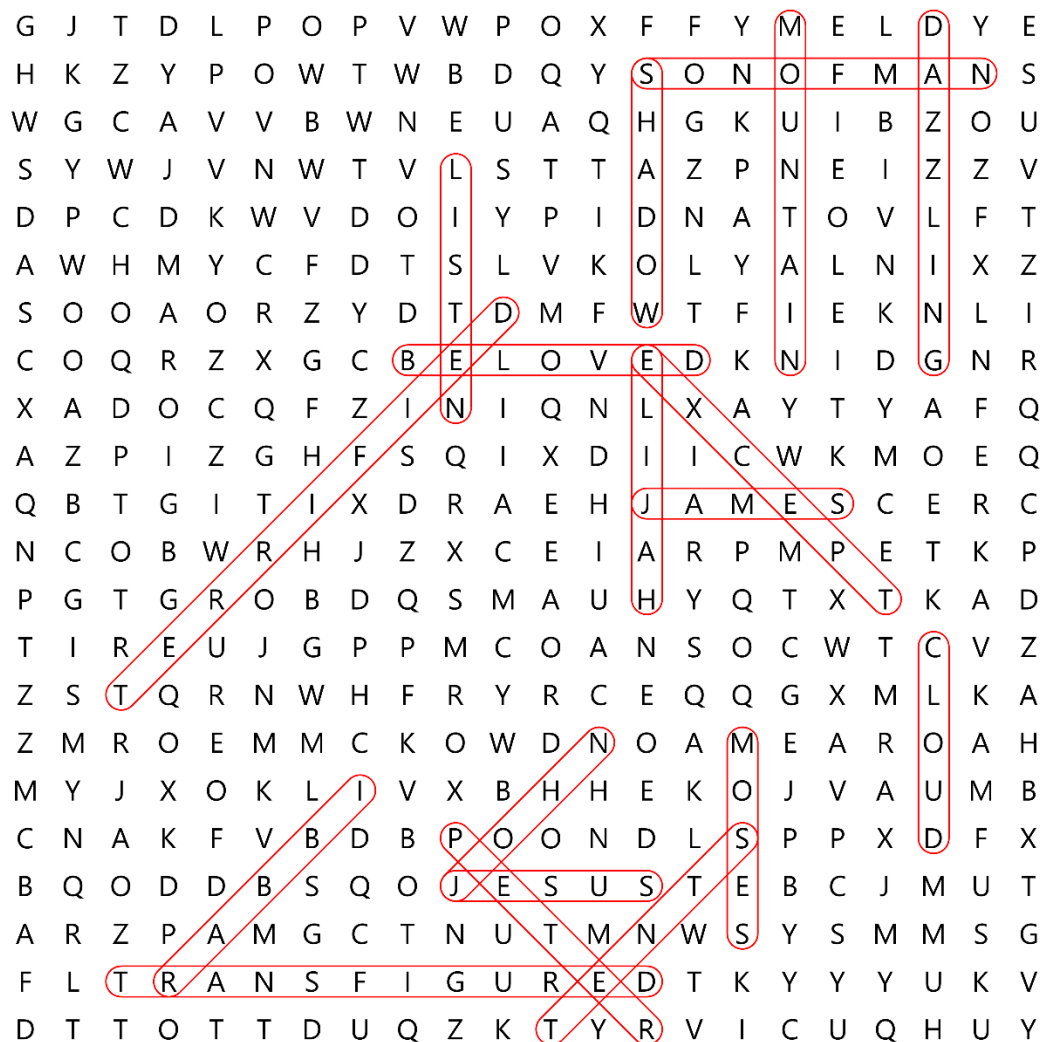 G J T D L P O P V W P O X F F Y M E L D Y E
H K Z Y P O W T W B D Q Y S O N O F M A N S
W G C A V V B W N E U A Q H G K U I B Z O U
S Y W J V N W T V L S T T A Z P N E I Z Z V
D P C D K W V D O I Y P I D N A T O V L F T
A W H M Y C F D T S L V K O L Y A L N I X Z
S O O A O R Z Y D T D M F W T F I E K N L I
C O Q R Z X G C B E L O V E D K N I D G N R
X A D O C Q F Z I N I Q N L X A Y T Y A F Q
A Z P I Z G H F S Q I X D I I C W K M O E Q
Q B T G I T I X D R A E H J A M E S C E R C
N C O B W R H J Z X C E I A R P M P E T K P
P G T G R O B D Q S M A U H Y Q T X T K A D
T I R E U J G P P M C O A N S O C W T C V Z
Z S T Q R N W H F R Y R C E Q Q G X M L K A
Z M R O E M M C K O W D N O A M E A R O A H
M Y J X O K L I V X B H H E K O J V A U M B
C N A K F V B D B P O O N D L S P P X D F X
B Q O D D B S Q O J E S U S T E B C J M U T
A R Z P A M G C T N U T M N W S Y S M M S G
F L T R A N S F I G U R E D T K Y Y Y U K V
D T T O T T D U Q Z K T Y R V I C U Q H U Y